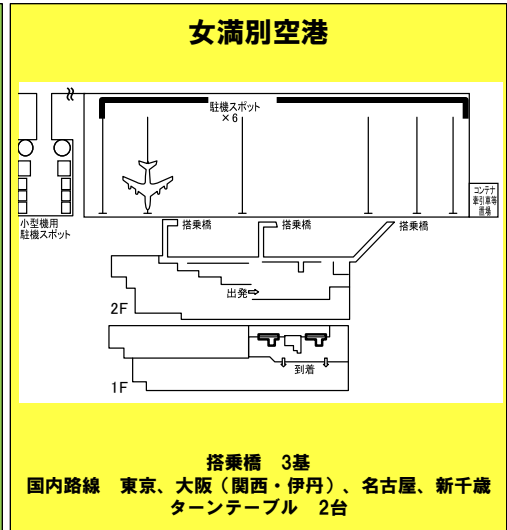 女満別空港
駐機スポット
×6
コンテナ
牽引車等
置場
小型機用
駐機スポット
搭乗橋
搭乗橋
搭乗橋
出発⇨
2F
到着
1F
搭乗橋 3基
国内路線 東京、大阪（関西・伊丹）、名古屋、新千歳
ターンテーブル 2台